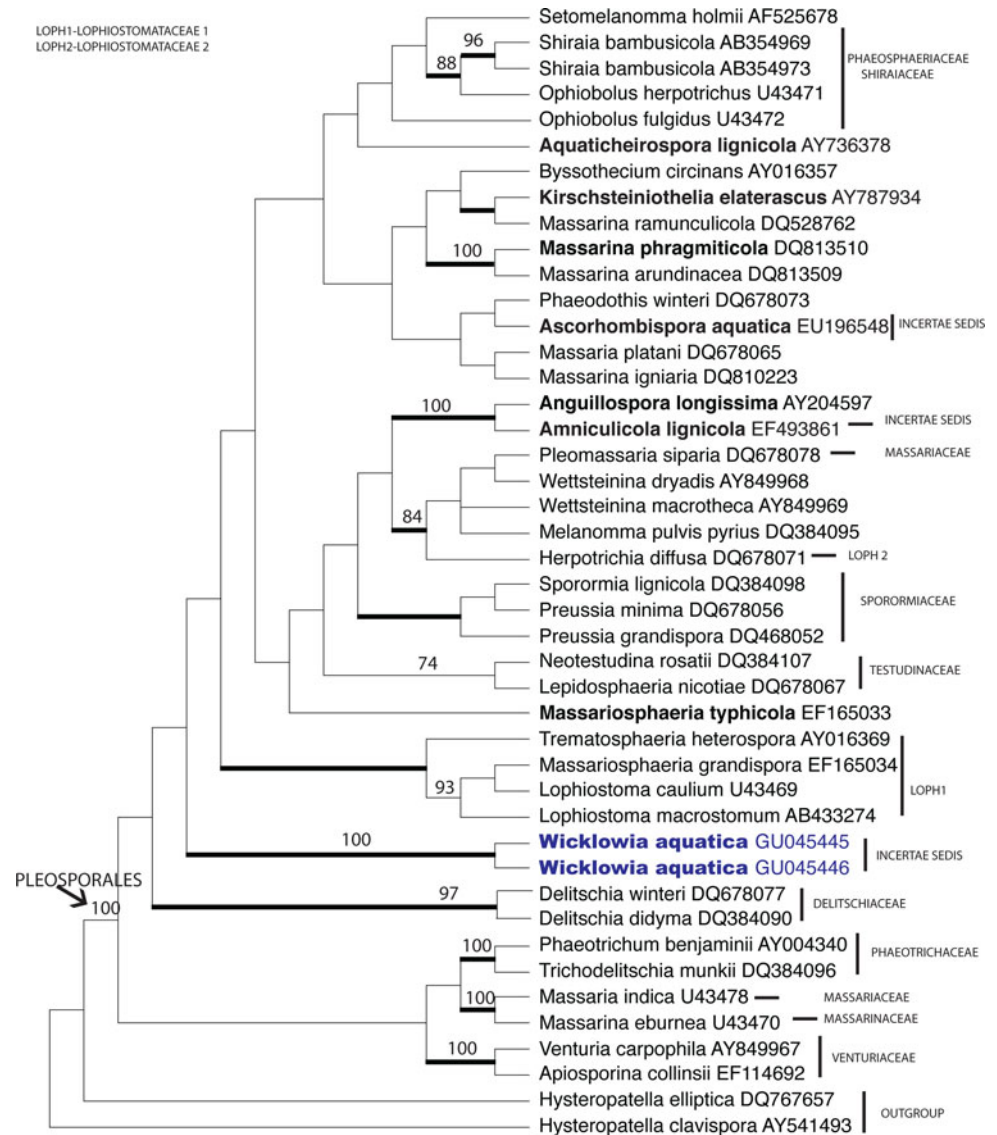 LOPH1-LOPHIOSTOMATACEAE 1
LOPH2-LOPHIOSTOMATACEAE 2
Setomelanomma holmii AF525678
96
Shiraia bambusicola AB354969
PHAEOSPHAERIACEAE
SHIRAIACEAE
88
Shiraia bambusicola AB354973
Ophiobolus herpotrichus U43471
Ophiobolus fulgidus U43472
Aquaticheirospora lignicola AY736378
Byssothecium circinans AY016357
Kirschsteiniothelia elaterascus AY787934
Massarina ramunculicola DQ528762
100
Massarina phragmiticola DQ813510
Massarina arundinacea DQ813509
Phaeodothis winteri DQ678073
Ascorhombispora aquatica EU196548
INCERTAE SEDIS
Massaria platani DQ678065
Massarina igniaria DQ810223
100
Anguillospora longissima AY204597
INCERTAE SEDIS
Amniculicola lignicola EF493861
Pleomassaria siparia DQ678078
MASSARIACEAE
Wettsteinina dryadis AY849968
Wettsteinina macrotheca AY849969
84
Melanomma pulvis pyrius DQ384095
Herpotrichia diffusa DQ678071
LOPH 2
Sporormia lignicola DQ384098
Preussia minima DQ678056
SPORORMIACEAE
Preussia grandispora DQ468052
74
Neotestudina rosatii DQ384107
TESTUDINACEAE
Lepidosphaeria nicotiae DQ678067
Massariosphaeria typhicola EF165033
Trematosphaeria heterospora AY016369
Massariosphaeria grandispora EF165034
LOPH1
93
Lophiostoma caulium U43469
Lophiostoma macrostomum AB433274
100
Wicklowia aquatica GU045445
INCERTAE SEDIS
Wicklowia aquatica GU045446
PLEOSPORALES
100
97
Delitschia winteri DQ678077
DELITSCHIACEAE
Delitschia didyma DQ384090
100
Phaeotrichum benjaminii AY004340
PHAEOTRICHACEAE
Trichodelitschia munkii DQ384096
100
Massaria indica U43478
MASSARIACEAE
Massarina eburnea U43470
MASSARINACEAE
100
Venturia carpophila AY849967
VENTURIACEAE
Apiosporina collinsii EF114692
Hysteropatella elliptica DQ767657
OUTGROUP
Hysteropatella clavispora AY541493